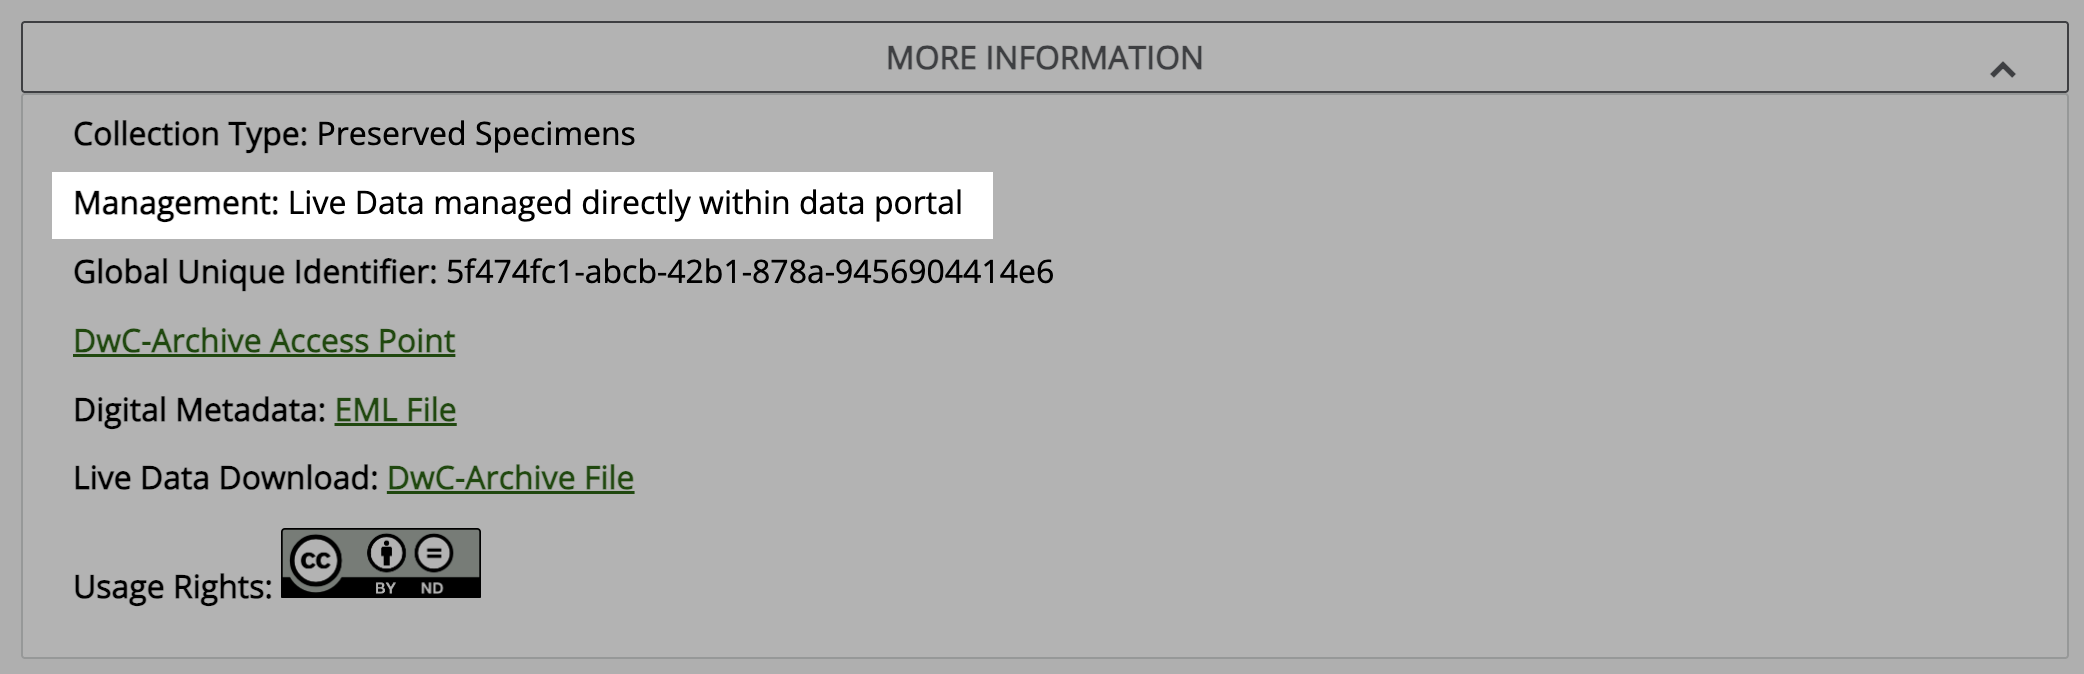 MORE INFORMATION
Collection Type: Preserved Specimens
Management: Live Data managed directly within data portal
Global Unique Identifier: 5f474fc1-abcb-42b1-878a-9456904414e6
DwC-Archive Access Point
Digital Metadata: EML File
Live Data Download: DwC-Archive File
Usage Rights: cc BY ND